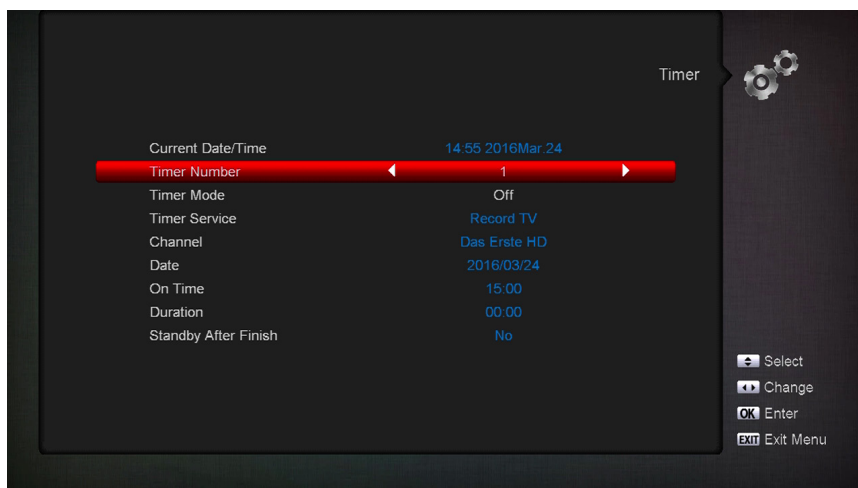 Timer
Current Date/Time 14:55 2016Mar.24
Timer Number 1
Timer Mode Off
Timer Service Record TV
Channel Das Erste HD
Date 2016/03/24
On Time 15:00
Duration 00:00
Standby After Finish No
Select
Change
OK Enter
EXIT Exit Menu